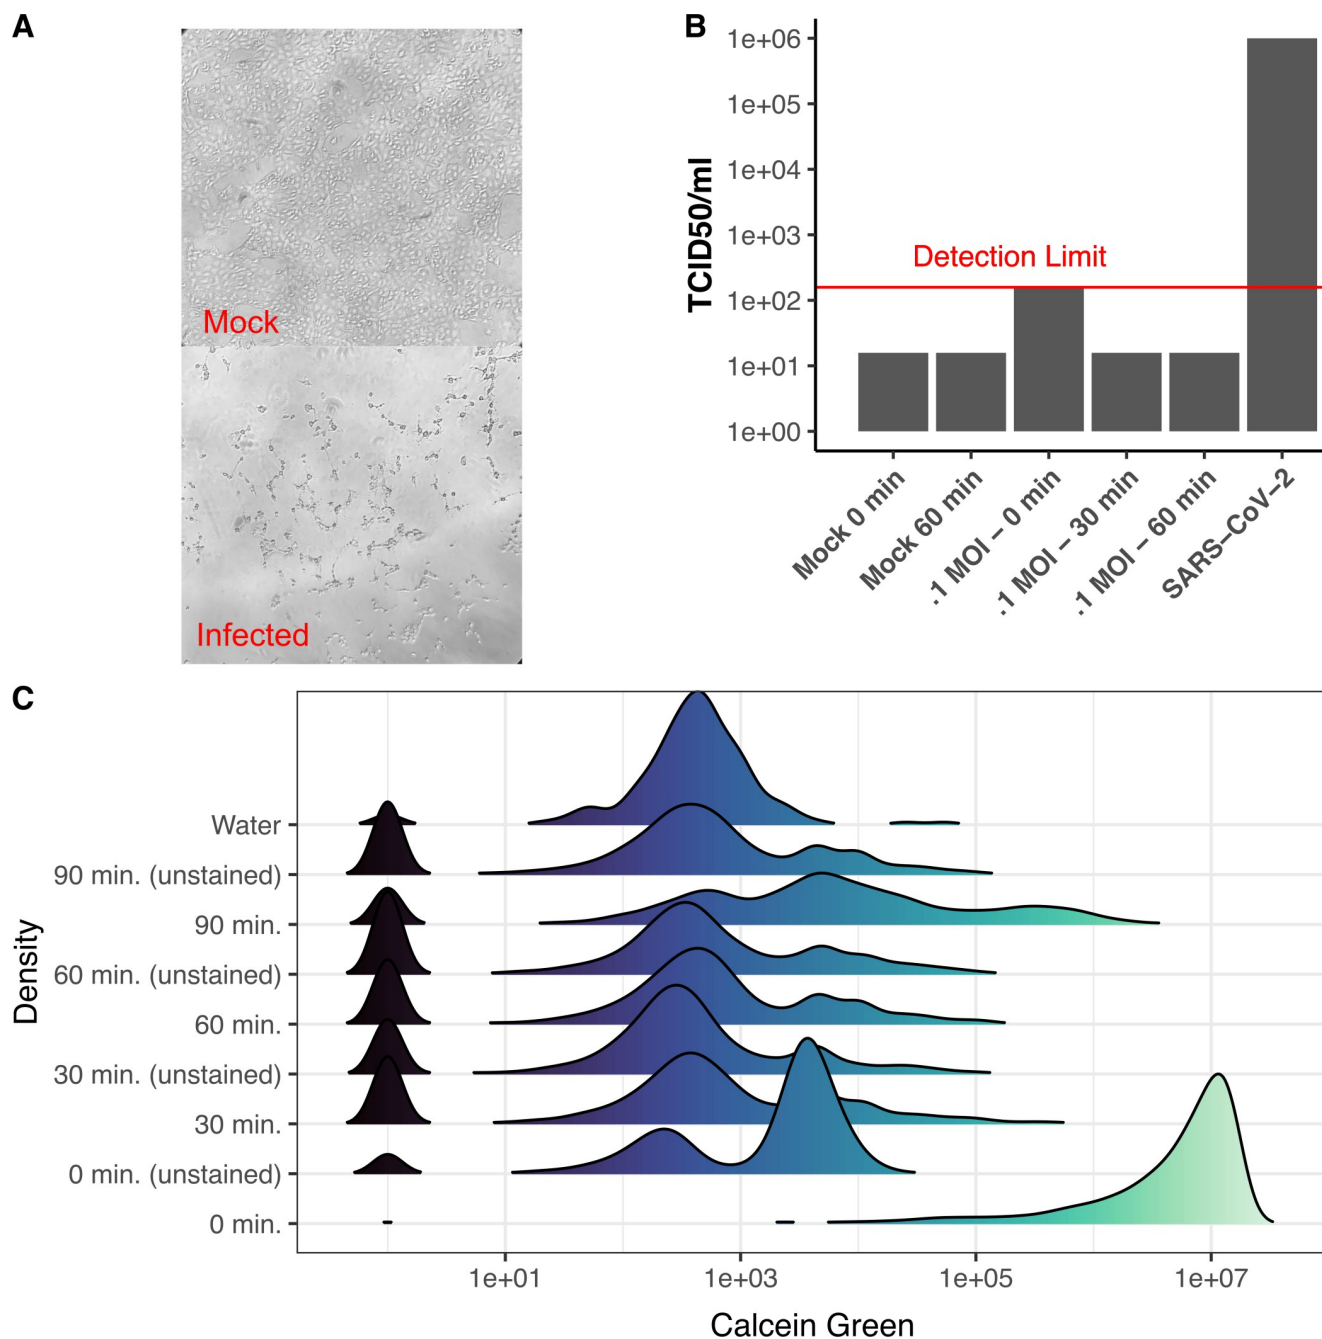 A
Mock
Infected
B
TCID50/ml
1e+06
1e+05
1e+04
1e+03
1e+02
1e+01
1e+00
Detection Limit
Mock 0 min
Mock 60 min
.1 MOI – 0 min
.1 MOI – 30 min
.1 MOI – 60 min
SARS–CoV–2
C
Density
Water
90 min. (unstained)
90 min.
60 min. (unstained)
60 min.
30 min. (unstained)
30 min.
0 min. (unstained)
0 min.
1e+01
1e+03
1e+05
1e+07
Calcein Green